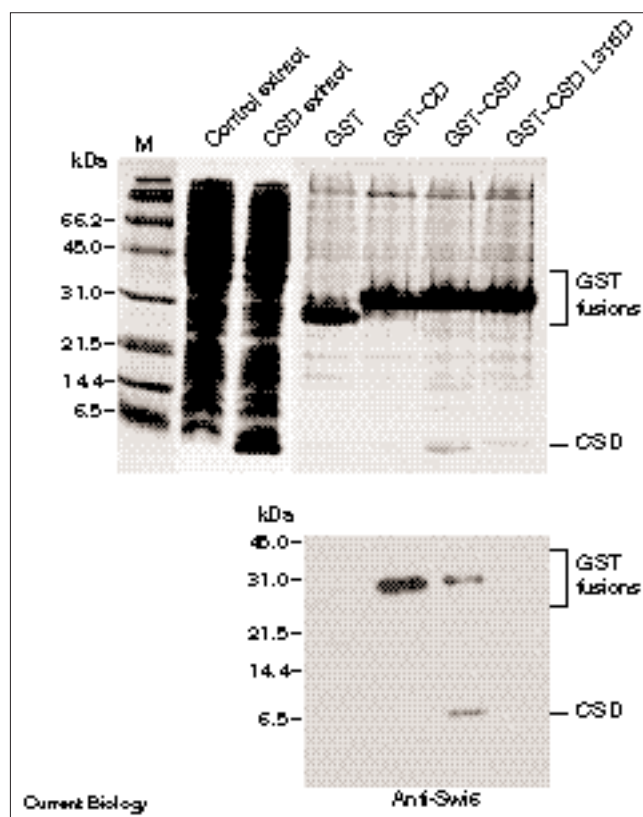 Control extract
CSD extract
GST
GST-CD
GST-CSD
GST-CSD L315D
kDa
M
66.2
45.0
31.0
21.5
14.4
6.5
GST
fusions
CSD
kDa
45.0
31.0
21.5
14.4
6.5
GST
fusions
CSD
Current Biology
Anti-Swi6